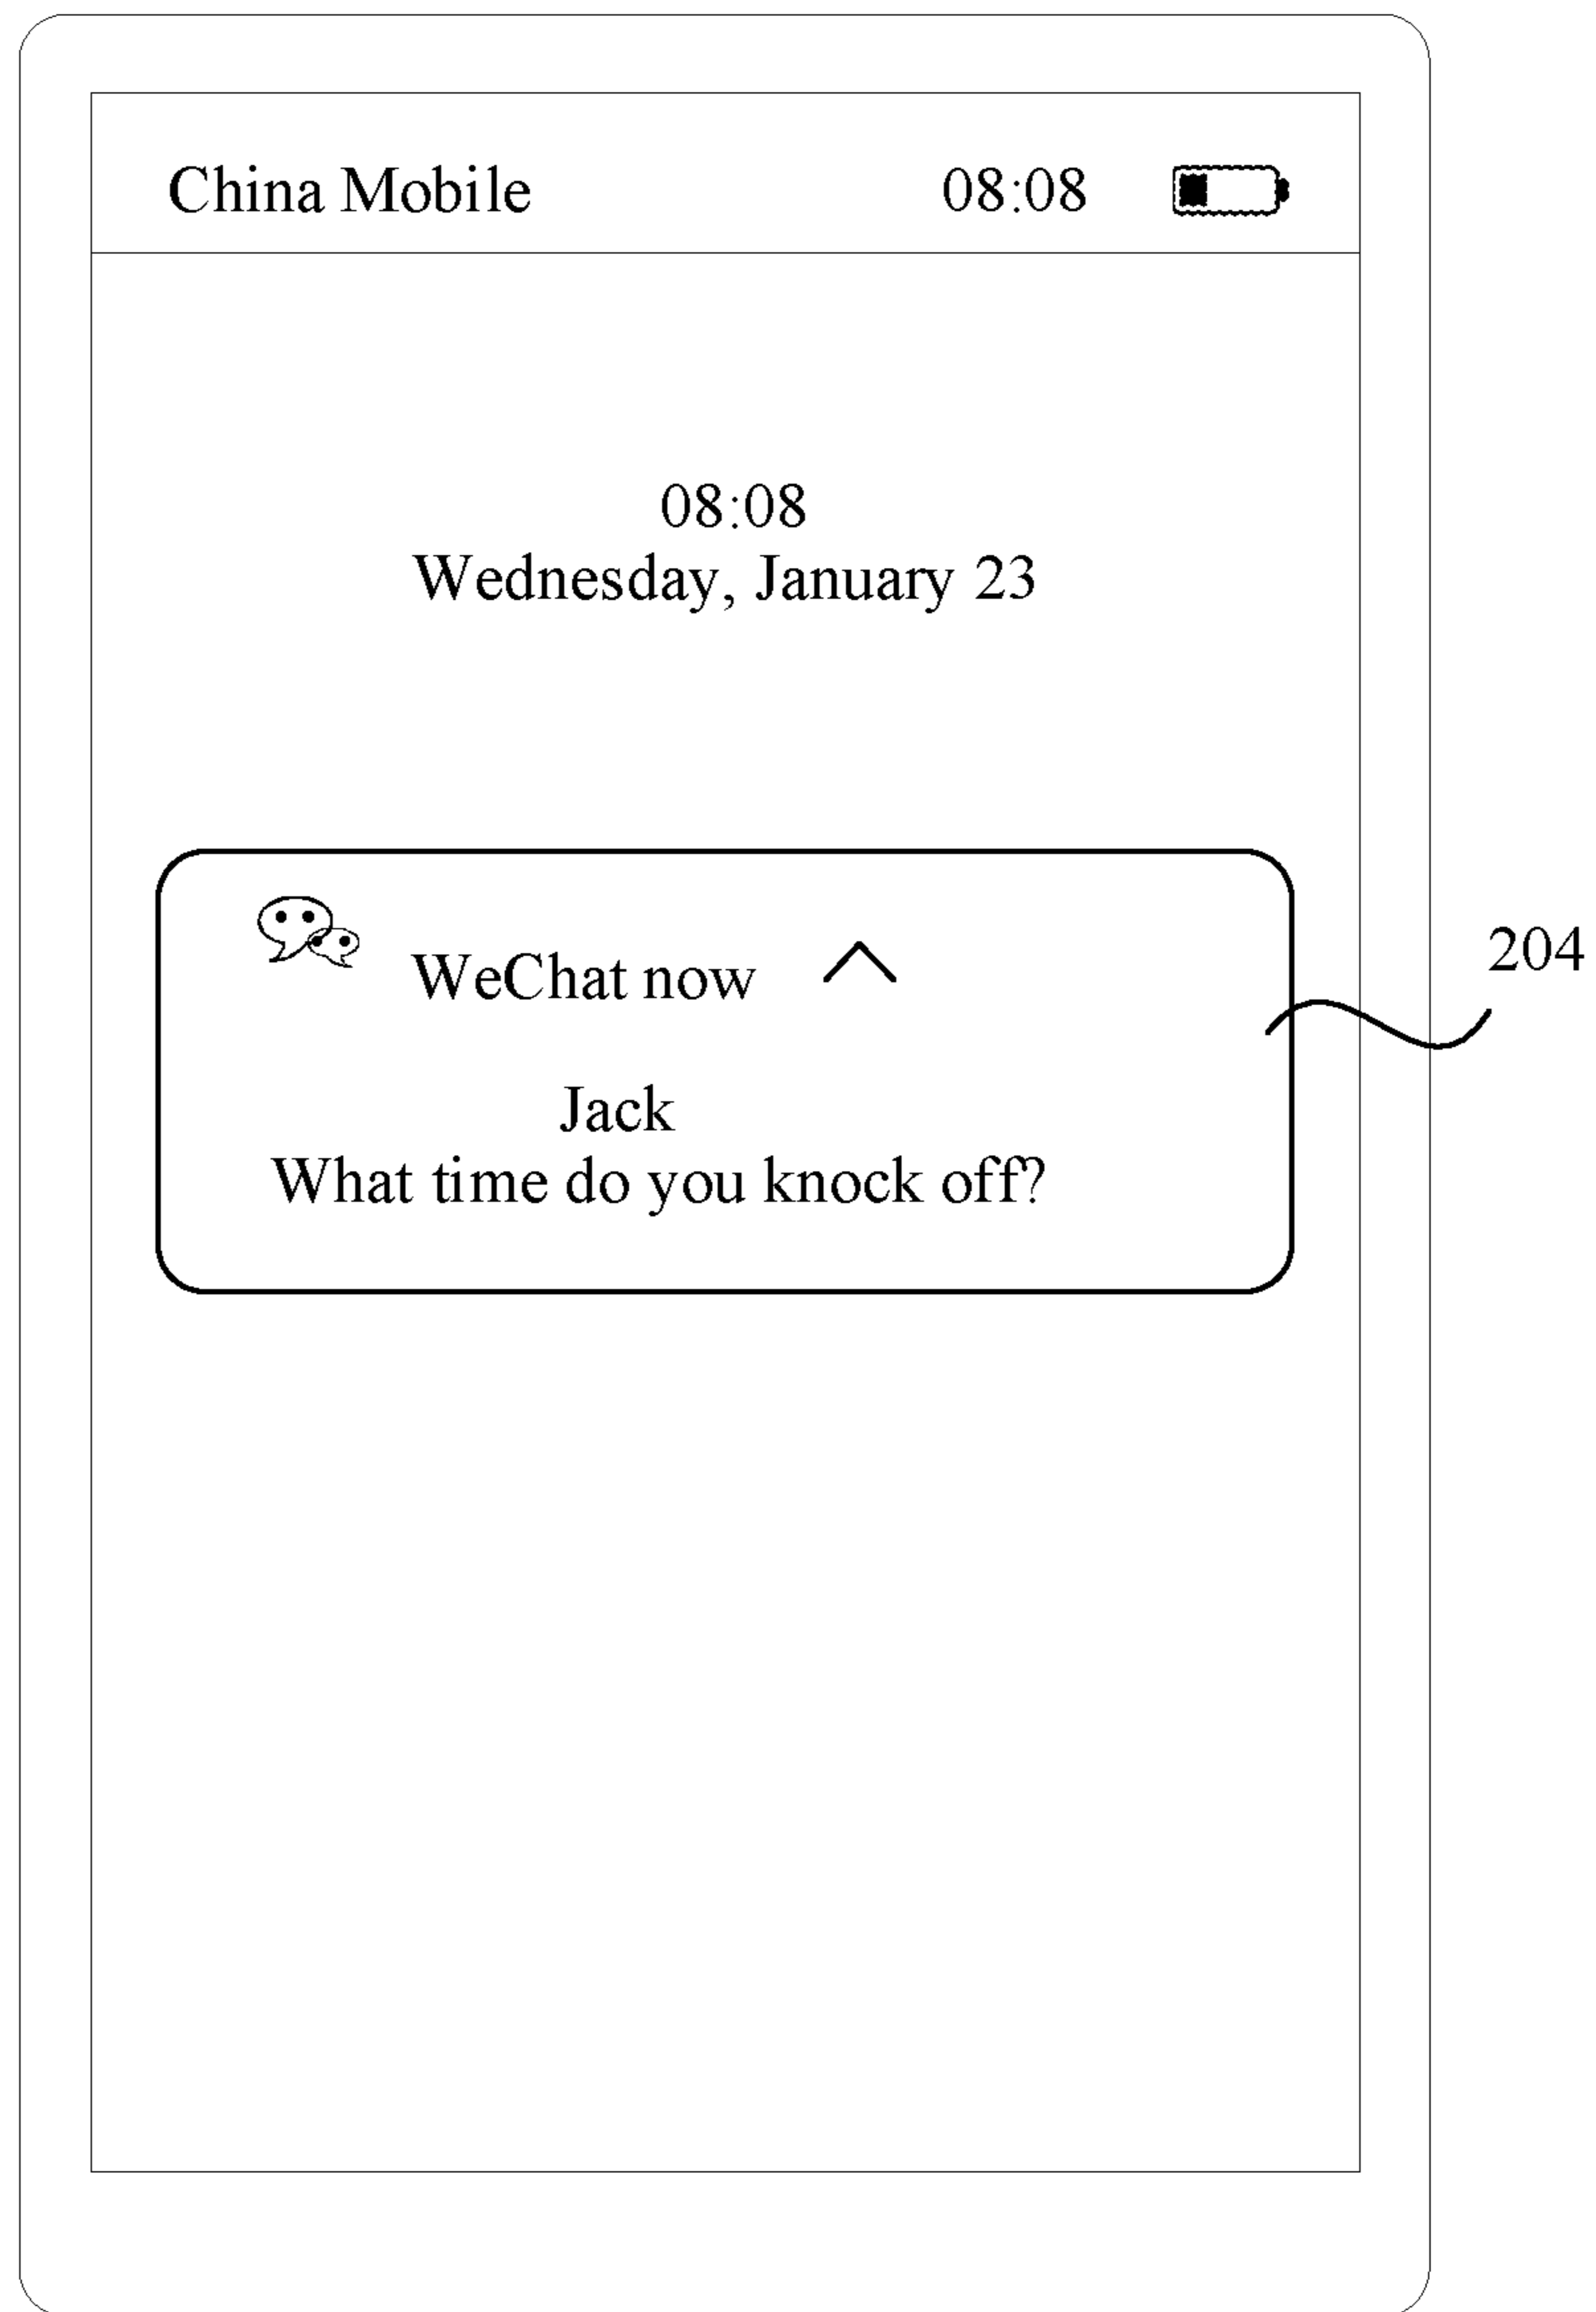 China Mobile 08:08
08:08
Wednesday, January 23
WeChat now
204
Jack
What time do you knock off?